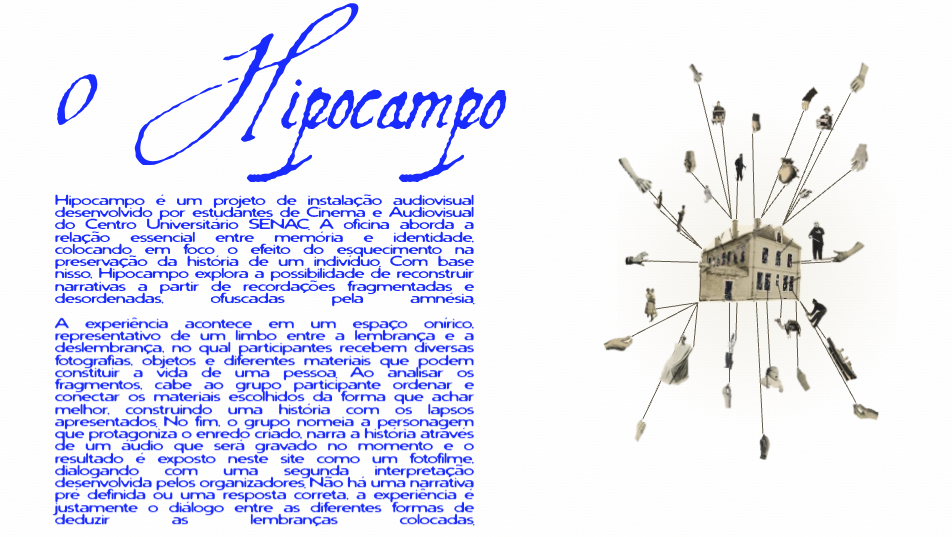 o Hipocampo
Hipocampo é um projeto de instalação audiovisual
desenvolvido por estudantes de Cinema e Audiovisual
do Centro Universitário SENAC. A oficina aborda a
relação essencial entre memória e identidade,
colocando em foco o efeito do esquecimento na
preservação da história de um indivíduo. Com base
nisso, Hipocampo explora a possibilidade de reconstruir
narrativas a partir de recordações fragmentadas e
desordenadas, ofuscadas pela amnésia.
A experiência acontece em um espaço onírico,
representativo de um limbo entre a lembrança e a
deslembrança, no qual participantes recebem diversas
fotografias, objetos e diferentes materiais que podem
constituir a vida de uma pessoa. Ao analisar os
fragmentos, cabe ao grupo participante ordenar e
conectar os materiais escolhidos da forma que achar
melhor, construindo uma história com os lapsos
apresentados. No fim, o grupo nomeia a personagem
que protagoniza o enredo criado, narra a história através
de um áudio que será gravado no momento e o
resultado é exposto neste site como um fotofilme,
dialogando com uma segunda interpretação
desenvolvida pelos organizadores. Não há uma narrativa
pré definida ou uma resposta correta, a experiência é
justamente o diálogo entre as diferentes formas de
deduzir as lembranças colocadas.